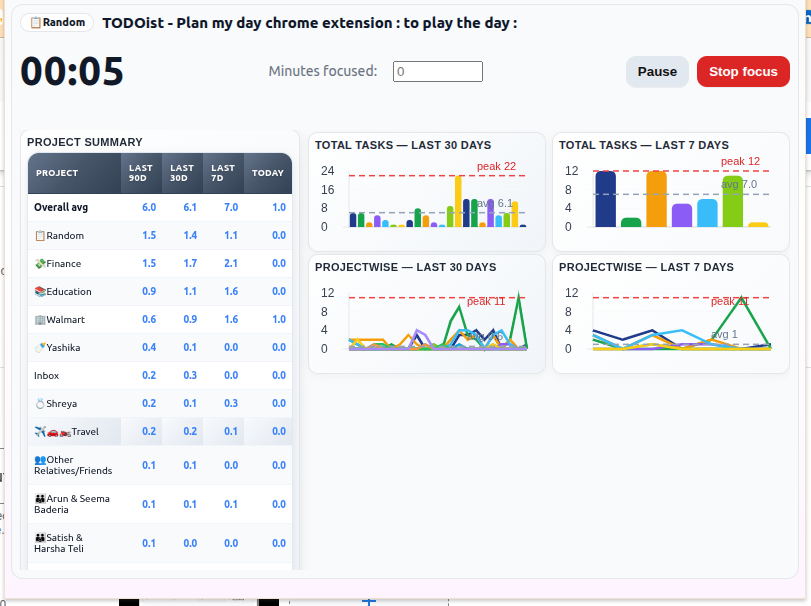 📋Random TODOist - Plan my day chrome extension : to play the day :
00:05 Minutes focused: 0 Pause Stop focus
PROJECT SUMMARY
PROJECT LAST 90D LAST 30D LAST 7D TODAY
Overall avg 6.0 6.1 7.0 1.0
📋Random 1.5 1.4 1.1 0.0
💸Finance 1.5 1.7 2.1 0.0
📚Education 0.9 1.1 1.6 0.0
🏢Walmart 0.6 0.9 1.6 1.0
🍼Yashika 0.4 0.1 0.0 0.0
Inbox 0.2 0.3 0.0 0.0
💍Shreya 0.2 0.1 0.3 0.0
✈️🚗🏍️Travel 0.2 0.2 0.1 0.0
👥Other
Relatives/Friends 0.1 0.1 0.0 0.0
👪Arun & Seema
Baderia 0.1 0.1 0.1 0.0
👪Satish &
Harsha Teli 0.1 0.0 0.0 0.0
TOTAL TASKS — LAST 30 DAYS
peak 22
24
16
8
0
avg 6.1
TOTAL TASKS — LAST 7 DAYS
peak 12
12
8
4
0
avg 7.0
PROJECTWISE — LAST 30 DAYS
12
8
4
0
peak 11
PROJECTWISE — LAST 7 DAYS
12
8
4
0
peak 11
avg 1